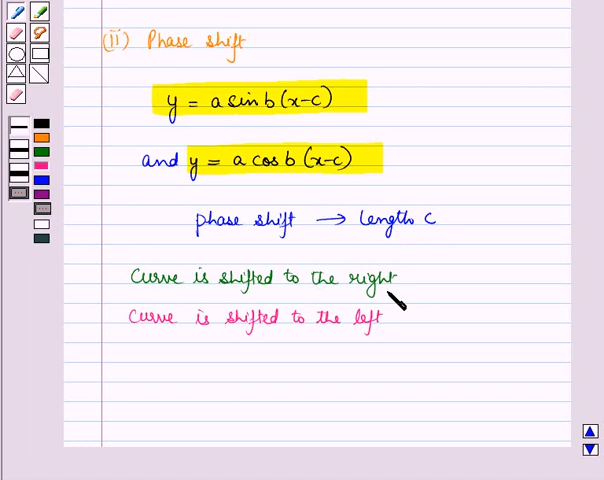 (ii) Phase shift
y = a sin b (x-c)
and y = a cos b (x-c)
phase shift → length c
Curve is shifted to the right
Curve is shifted to the left